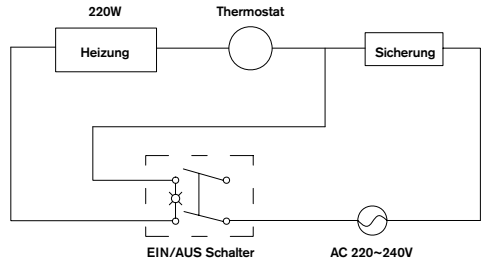 220W
Thermostat
Heizung
Sicherung
EIN/AUS Schalter
AC 220~240V